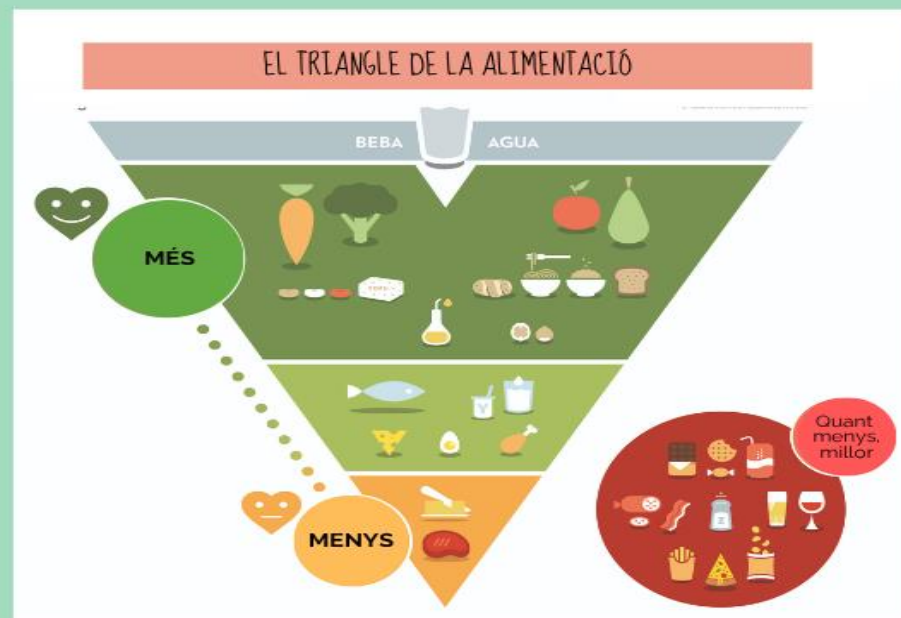 EL TRIANGLE DE LA ALIMENTACIÓ
BEBA AGUA
MÉS
TOFU
Y
MENYS
Quant
menys,
millor